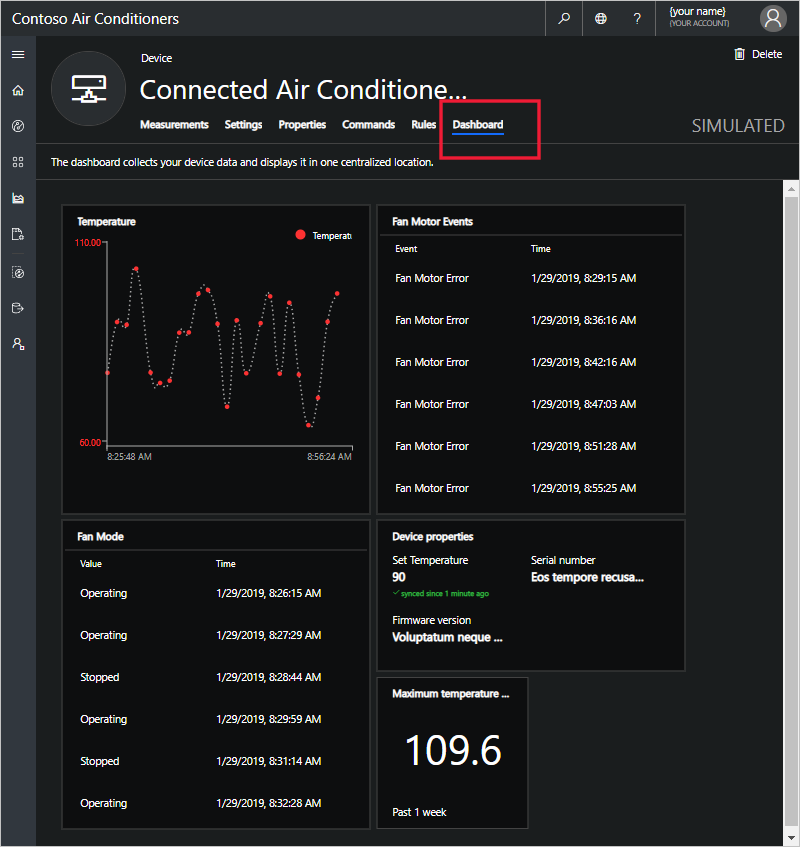 Contoso Air Conditioners
?
{your name}
(YOUR ACCOUNT)
Device
Delete
Connected Air Conditione...
Measurements Settings Properties Commands Rules Dashboard
SIMULATED
The dashboard collects your device data and displays it in one centralized location.
Temperature
Temperatu
110.00
60.00
8:25:48 AM 8:56:24 AM
Fan Motor Events
Event Time
Fan Motor Error 1/29/2019, 8:29:15 AM
Fan Motor Error 1/29/2019, 8:36:16 AM
Fan Motor Error 1/29/2019, 8:42:16 AM
Fan Motor Error 1/29/2019, 8:47:03 AM
Fan Motor Error 1/29/2019, 8:51:28 AM
Fan Motor Error 1/29/2019, 8:55:25 AM
Fan Mode
Value Time
Operating 1/29/2019, 8:26:15 AM
Operating 1/29/2019, 8:27:29 AM
Stopped 1/29/2019, 8:28:44 AM
Operating 1/29/2019, 8:29:59 AM
Stopped 1/29/2019, 8:31:14 AM
Operating 1/29/2019, 8:32:28 AM
Device properties
Set Temperature Serial number
90 Eos tempore recusa...
synced since 1 minute ago
Firmware version
Voluptatum neque ...
Maximum temperature ...
109.6
Past 1 week